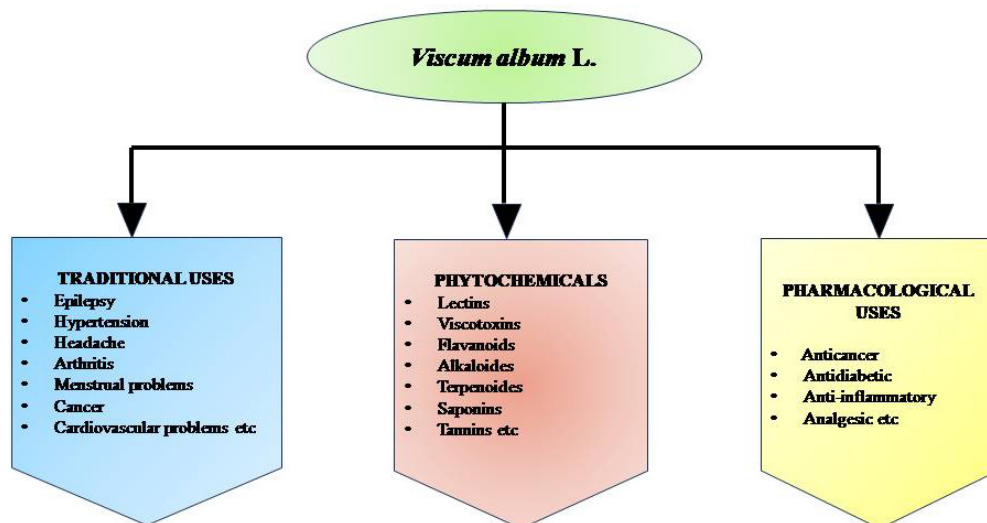 Viscum album L.
TRADITIONAL USES
• Epilepsy
• Hypertension
• Headache
• Arthritis
• Menstrual problems
• Cancer
• Cardiovascular problems etc
PHYTOCHEMICALS
• Lectins
• Viscotoxins
• Flavanoids
• Alkaloides
• Terpenoides
• Saponins
• Tannins etc
PHARMACOLOGICAL
USES
• Anticancer
• Antidiabetic
• Anti-inflammatory
• Analgesic etc